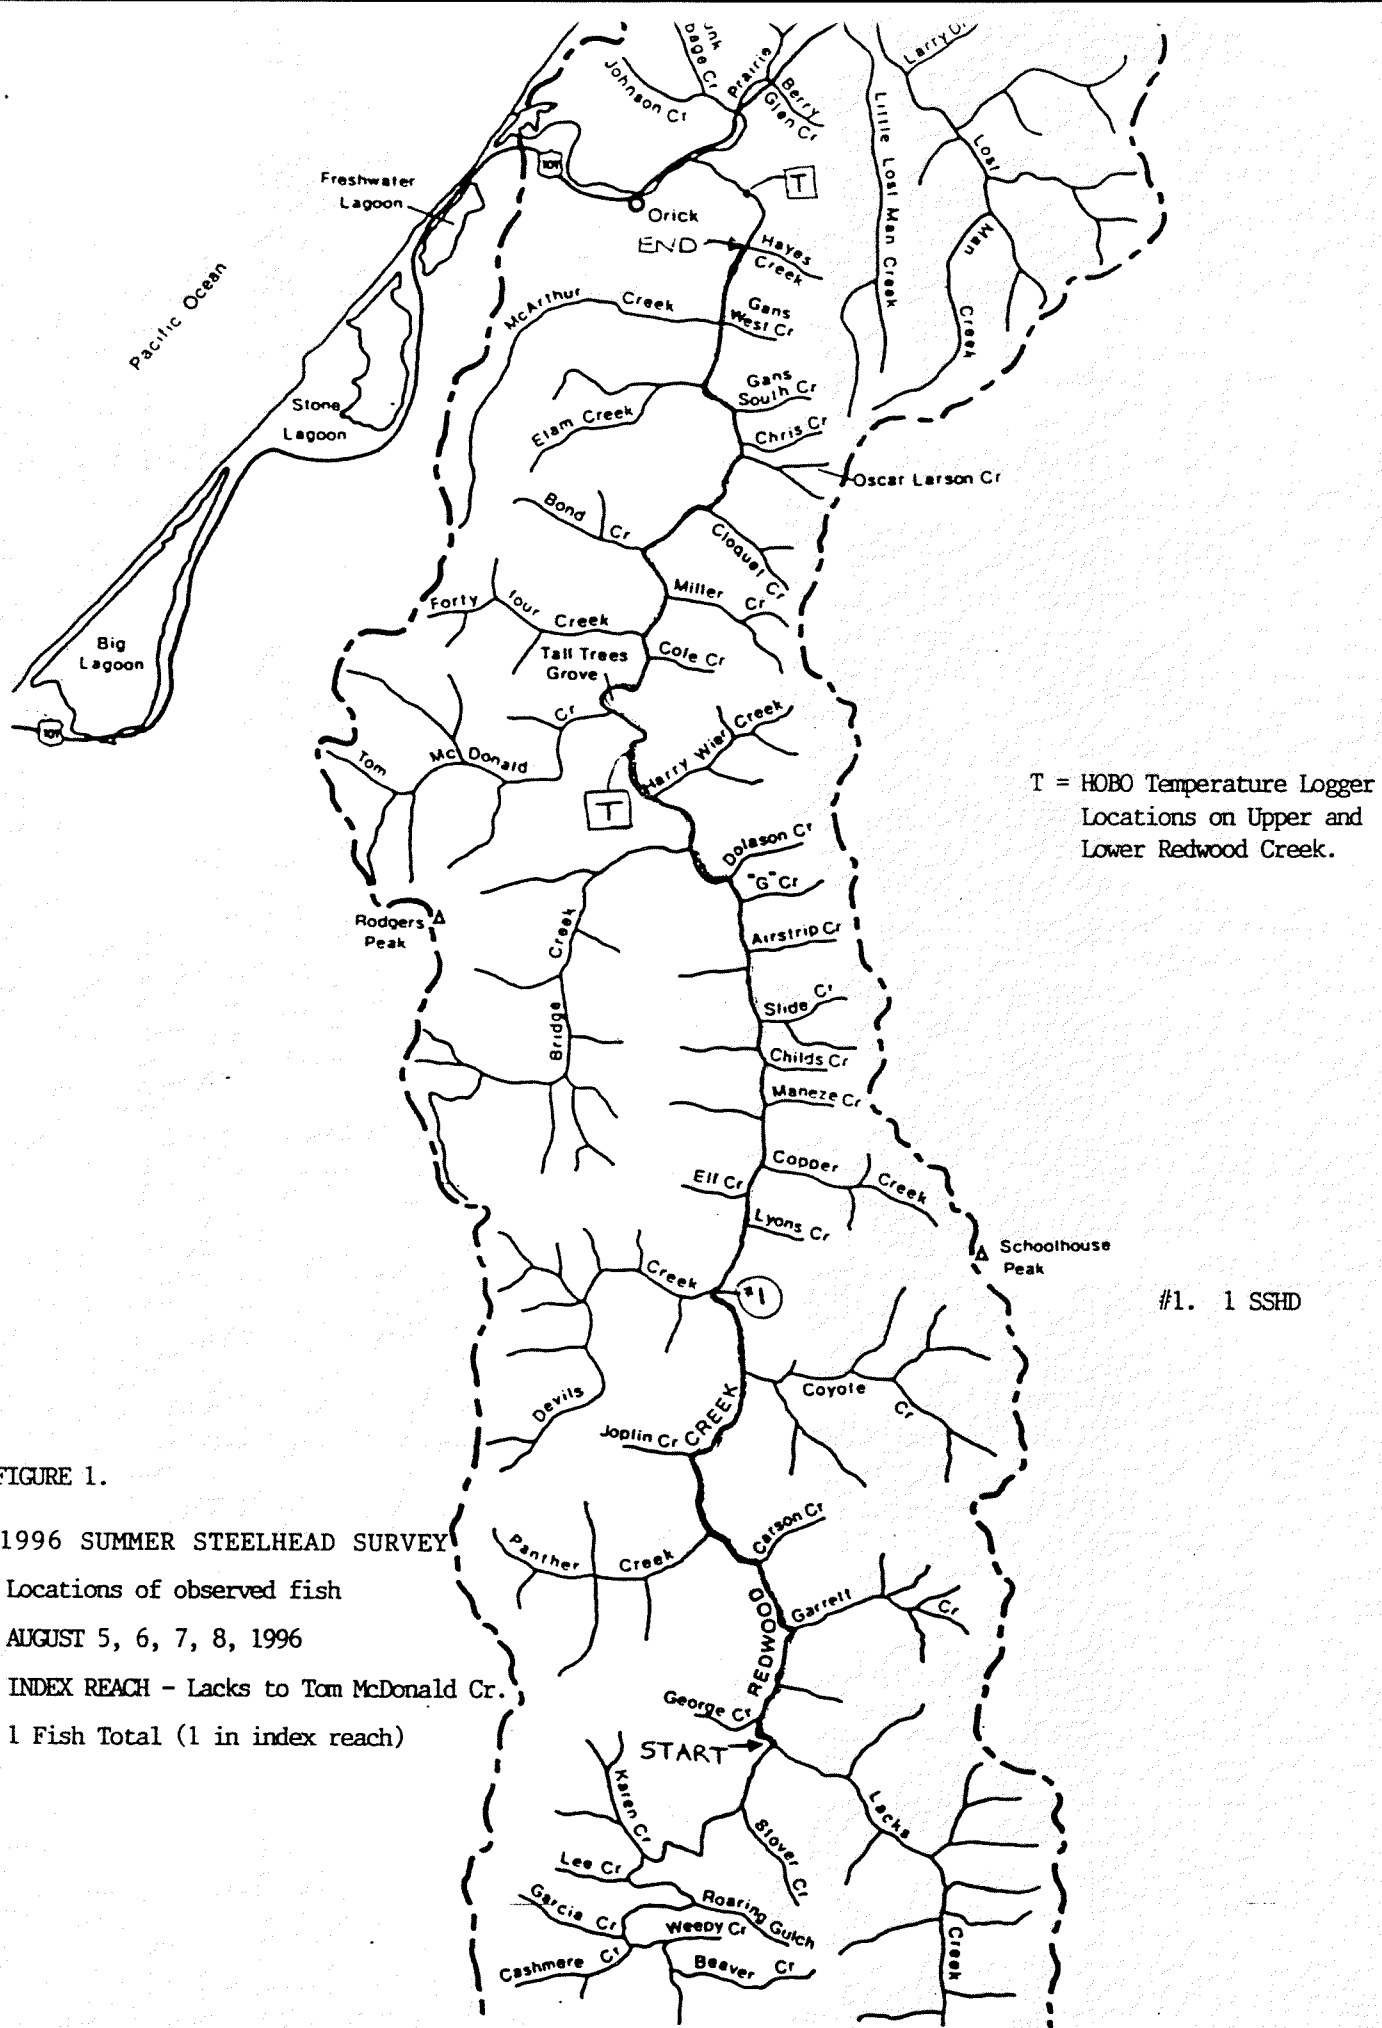 Johnson Cr
unk
bage Cr
Prairie
Berry
Glen Cr
Larry D
Little Lost Man Creek
Lost
Man
Creek
Freshwater
Lagoon
101
T
Orick
END
Hayes
Creek
Pacific Ocean
McArthur Creek
Gans
West Cr
Gans
South Cr
Stone
Lagoon
Elam Creek
Chris Cr
Oscar Larson Cr
Bond Cr
Cloquet Cr
Miller Cr
Forty four Creek
Tall Trees
Grove
Cole Cr
Big
Lagoon
101
Tom McDonald Cr
Harry Wier Creek
T
T = HOBO Temperature Logger
Locations on Upper and
Lower Redwood Creek.
Dolason Cr
"G" Cr
Rodgers
Peak
Airstrip Cr
Bridge Creek
Slide Cr
Childs Cr
Maneze Cr
Copper Creek
Elf Cr
Lyons Cr
Schoolhouse
Peak
Devils Creek
#1
#1. 1 SSHD
Coyote Cr
Joplin Cr
REDWOOD CREEK
FIGURE 1.
1996 SUMMER STEELHEAD SURVEY
Locations of observed fish
AUGUST 5, 6, 7, 8, 1996
INDEX REACH - Lacks to Tom McDonald Cr.
1 Fish Total (1 in index reach)
Panther Creek
Carson Cr
Garrett Cr
George Cr
START
Karen Cr
Lacks Creek
Stover Cr
Lee Cr
Roaring Gulch
Garcia Cr
Weepy Cr
Cashmere Cr
Beaver Cr